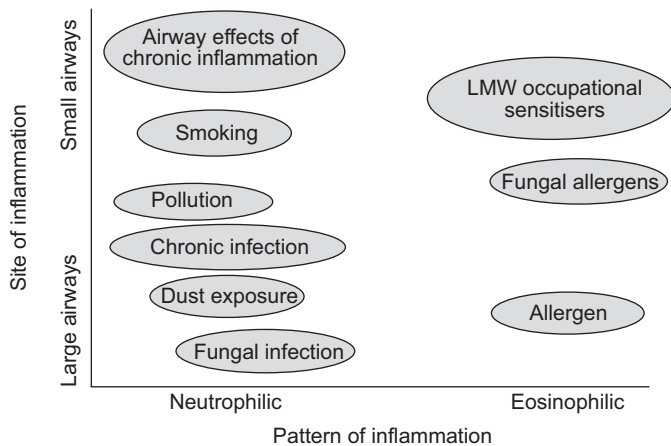 Site of inflammation
Small airways
Large airways
Airway effects of
chronic inflammation
LMW occupational
sensitisers
Smoking
Fungal allergens
Pollution
Chronic infection
Dust exposure
Allergen
Fungal infection
Neutrophilic
Eosinophilic
Pattern of inflammation